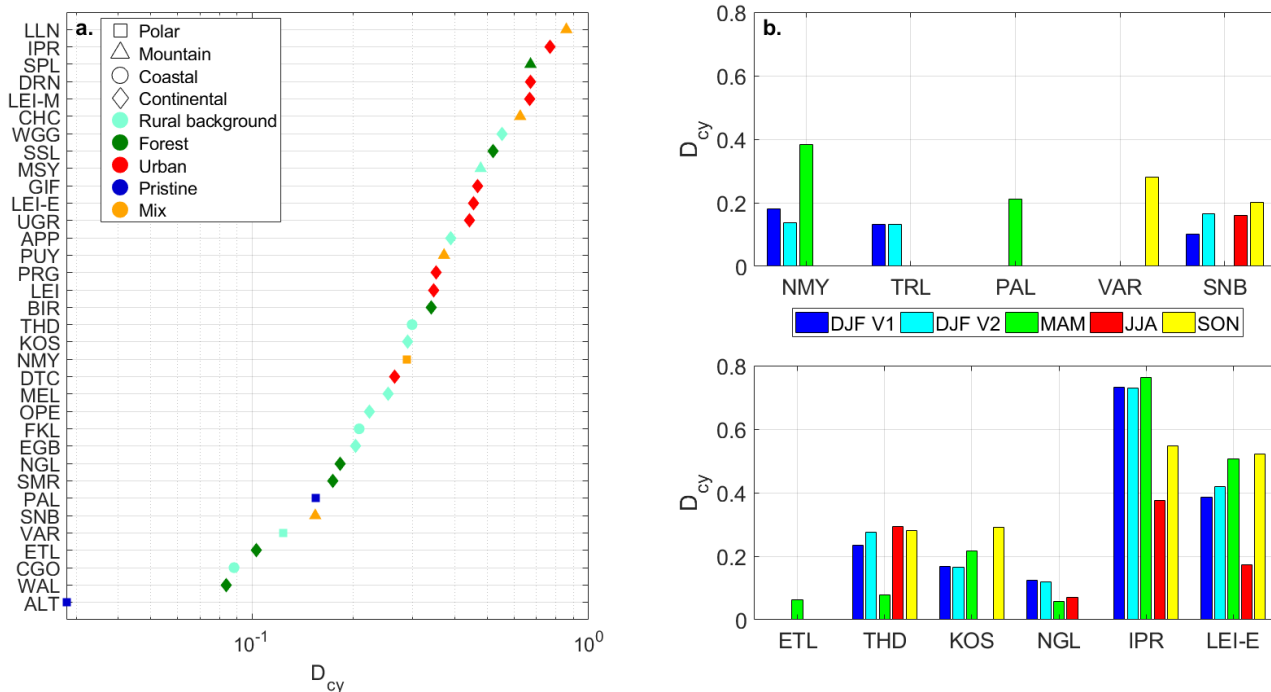 a.
LLN
IPR
SPL
DRN
LEI-M
CHC
WGG
SSL
MSY
GIF
LEI-E
UGR
APP
PUY
PRG
LEI
BIR
THD
KOS
NMY
DTC
MEL
OPE
FKL
EGB
NGL
SMR
PAL
SNB
VAR
ETL
CGO
WAL
ALT
Polar
Mountain
Coastal
Continental
Rural background
Forest
Urban
Pristine
Mix
10^-1
10^0
D_cy
b.
0.8
0.6
0.4
0.2
0
D_cy
NMY TRL PAL VAR SNB
DJF V1 DJF V2 MAM JJA SON
0.8
0.6
0.4
0.2
0
D_cy
ETL THD KOS NGL IPR LEI-E